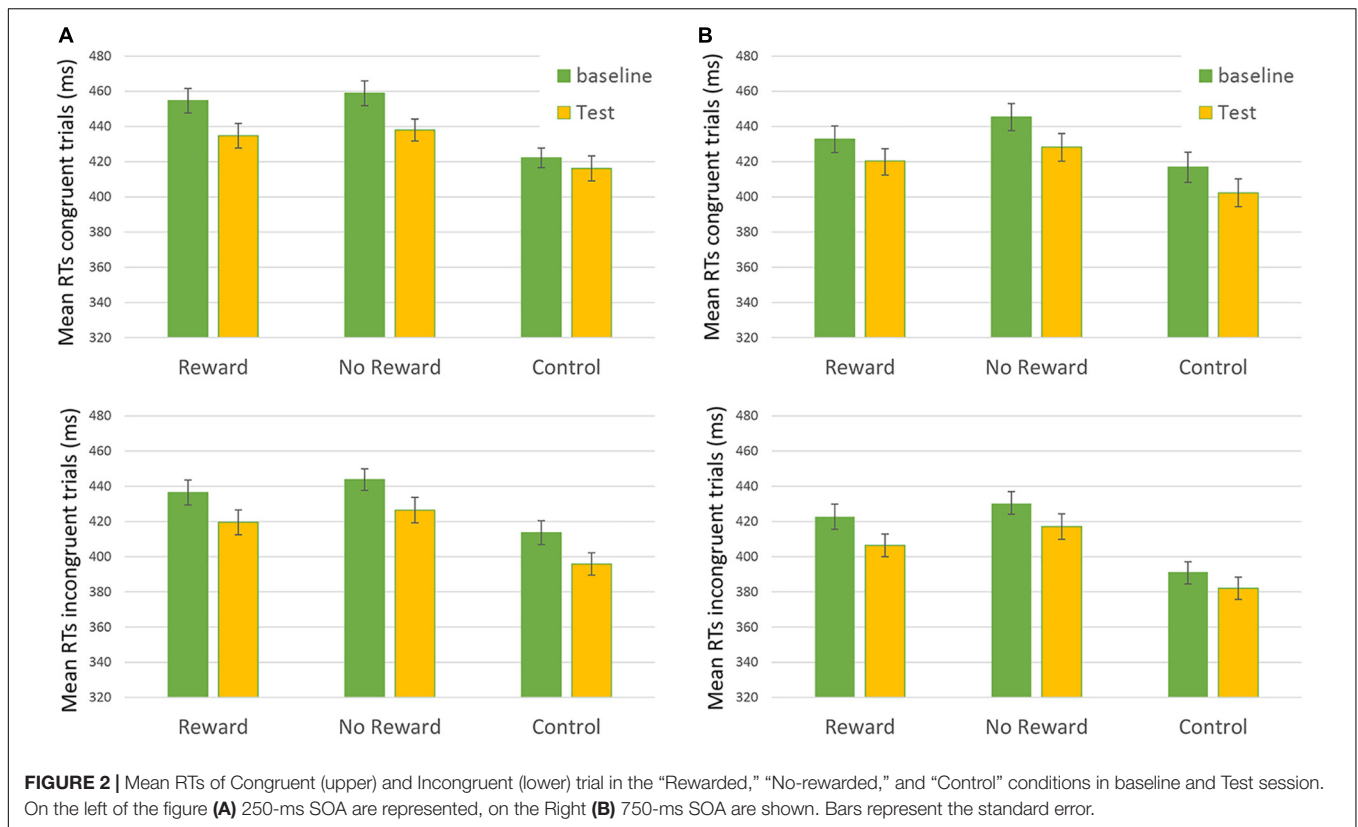 A
Mean RTs congruent trials (ms)
480
460
440
420
400
380
360
340
320
baseline
Test
Reward No Reward Control
B
Mean RTs congruent trials (ms)
480
460
440
420
400
380
360
340
320
baseline
Test
Reward No Reward Control
Mean RTs incongruent trials (ms)
480
460
440
420
400
380
360
340
320
Reward No Reward Control
Mean RTs incongruent trials (ms)
480
460
440
420
400
380
360
340
320
Reward No Reward Control
FIGURE 2 | Mean RTs of Congruent (upper) and Incongruent (lower) trial in the “Rewarded,” “No-rewarded,” and “Control” conditions in baseline and Test session.
On the left of the figure (A) 250-ms SOA are represented, on the Right (B) 750-ms SOA are shown. Bars represent the standard error.